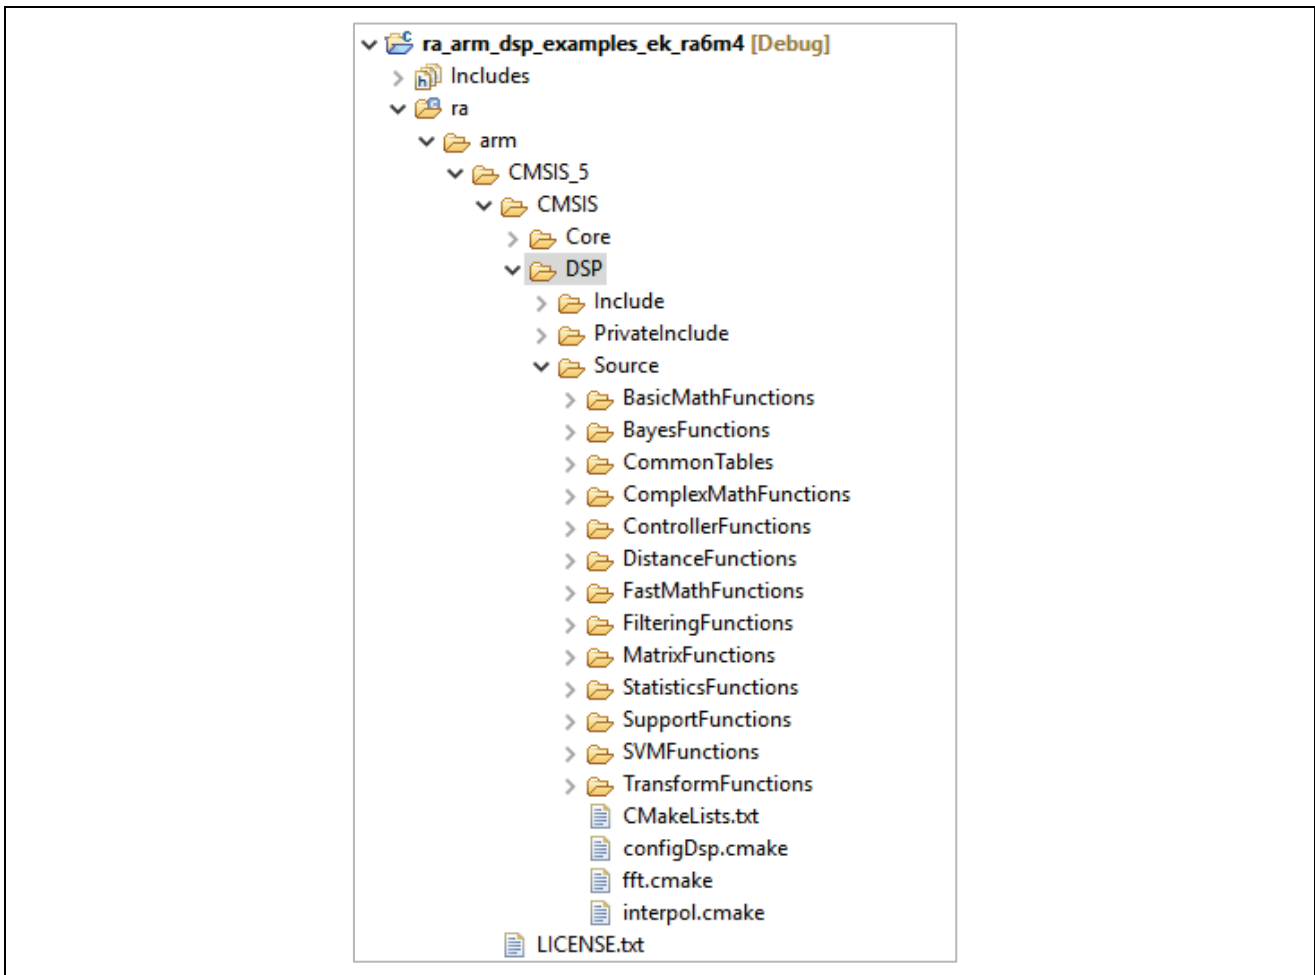 ra_arm_dsp_examples_ek_ra6m4 [Debug]
Includes
ra
arm
CMSIS_5
CMSIS
Core
DSP
Include
PrivateInclude
Source
BasicMathFunctions
BayesFunctions
CommonTables
ComplexMathFunctions
ControllerFunctions
DistanceFunctions
FastMathFunctions
FilteringFunctions
MatrixFunctions
StatisticsFunctions
SupportFunctions
SVMFunctions
TransformFunctions
CMakeLists.txt
configDsp.cmake
fft.cmake
interpol.cmake
LICENSE.txt